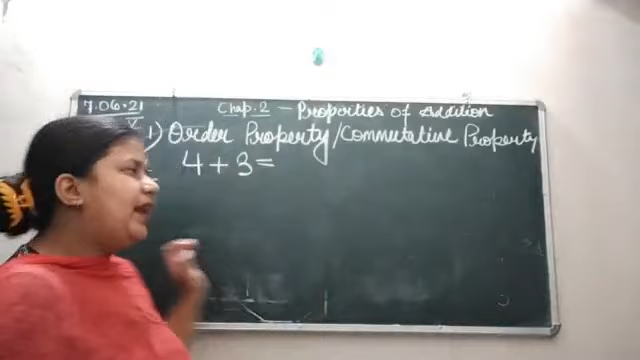 7.06.21
Chap. 2 — Properties of Addition
V
1) Order Property/Commutative Property
4 + 3 =